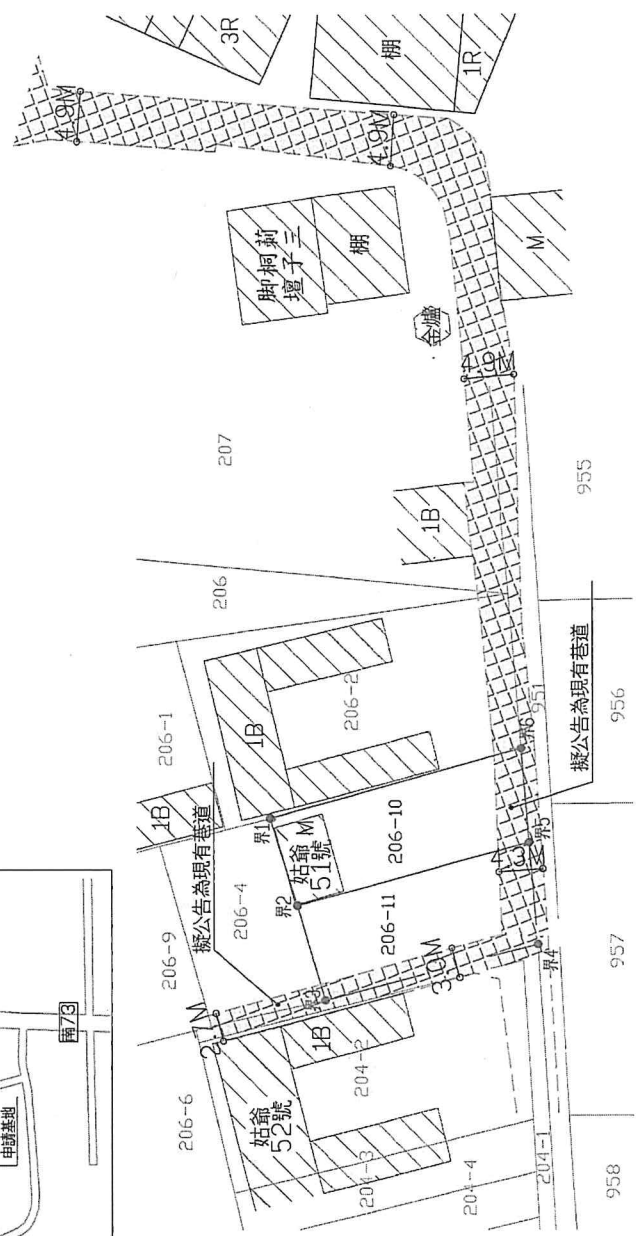 3R
棚
1R
4.9M
4.9M
脚桐莿
壇子三
棚
M
金爐
4.9M
207
1B
955
206
206-1
206-2
1B
1B
951
擬公告為現有巷道
956
界6
界1
姑爺
51號
M
206-10
界5
4.3M
206-4
擬公告為現有巷道
界2
206-11
206-9
957
界4
3.0M
界3
2.7M
1B
204-2
206-6
姑爺
52號
204-3
204-4
204-1
958
南73
申請基地